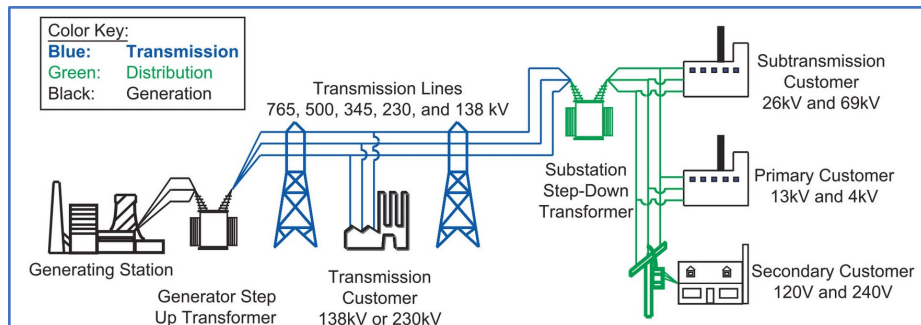 Color Key:
Blue: Transmission
Green: Distribution
Black: Generation
Transmission Lines
765, 500, 345, 230, and 138 kV
Subtransmission
Customer
26kV and 69kV
Substation
Step-Down
Transformer
Primary Customer
13kV and 4kV
Generating Station
Generator Step
Up Transformer
Transmission
Customer
138kV or 230kV
Secondary Customer
120V and 240V